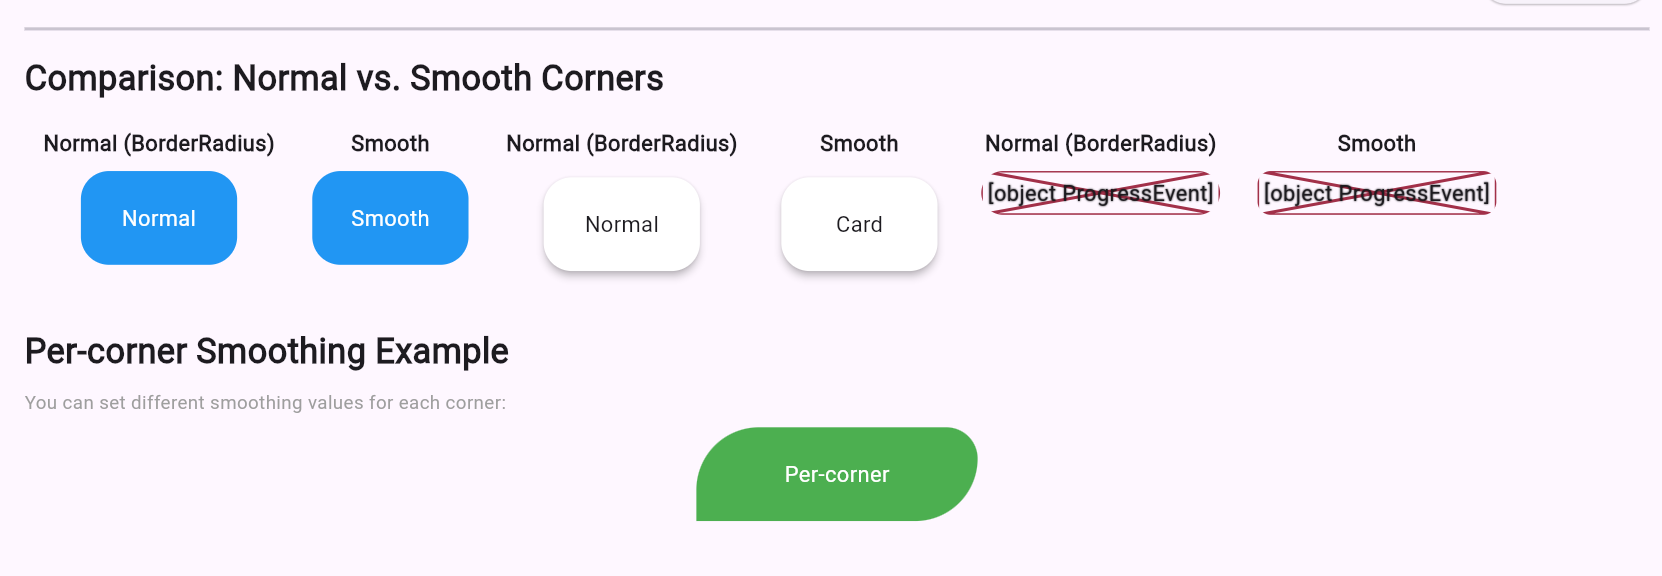 Comparison: Normal vs. Smooth Corners
Normal (BorderRadius)
Smooth
Normal (BorderRadius)
Smooth
Normal (BorderRadius)
Smooth
Normal
Smooth
Normal
Card
[object ProgressEvent]
[object ProgressEvent]
Per-corner Smoothing Example
You can set different smoothing values for each corner:
Per-corner